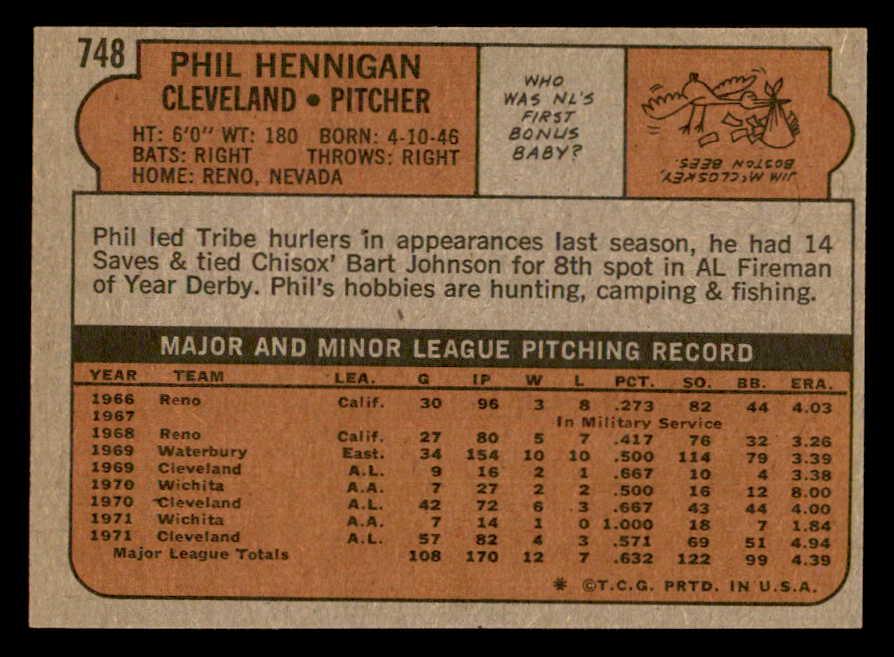 748
PHIL HENNIGAN
CLEVELAND • PITCHER
HT: 6'0" WT: 180 BORN: 4-10-46
BATS: RIGHT THROWS: RIGHT
HOME: RENO, NEVADA
WHO
WAS NL'S
FIRST
BONUS
BABY?
JIM McCLOSKEY,
BOSTON BEES.
Phil led Tribe hurlers in appearances last season, he had 14
Saves & tied Chisox' Bart Johnson for 8th spot in AL Fireman
of Year Derby. Phil's hobbies are hunting, camping & fishing.
MAJOR AND MINOR LEAGUE PITCHING RECORD
YEAR TEAM LEA. G IP W L PCT. SO. BB. ERA.
1966 Reno Calif. 30 96 3 8 .273 82 44 4.03
1967 In Military Service
1968 Reno Calif. 27 80 5 7 .417 76 32 3.26
1969 Waterbury East. 34 154 10 10 .500 114 79 3.39
1969 Cleveland A.L. 9 16 2 1 .667 10 4 3.38
1970 Wichita A.A. 7 27 2 2 .500 16 12 8.00
1970 Cleveland A.L. 42 72 6 3 .667 43 44 4.00
1971 Wichita A.A. 7 14 1 0 1.000 18 7 1.84
1971 Cleveland A.L. 57 82 4 3 .571 69 51 4.94
Major League Totals 108 170 12 7 .632 122 99 4.39
* ©T.C.G. PRTD. IN U.S.A.